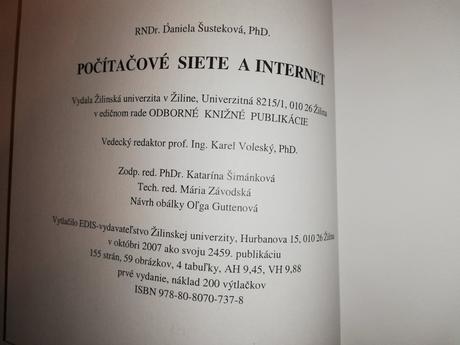 RNDr. Ďaniela Šusteková, PhD.
POČÍTAČOVÉ SIETE A INTERNET
Vydala Žilinská univerzita v Žiline, Univerzitná 8215/1, 010 26 Žilina
v edičnom rade ODBORNÉ KNIŽNÉ PUBLIKÁCIE
Vedecký redaktor prof. Ing. Karel Voleský, PhD.
Zodp. red. PhDr. Katarína Šimánková
Tech. red. Mária Závodská
Návrh obálky Oľga Guttenová
Vytlačilo EDIS-vydavateľstvo Žilinskej univerzity, Hurbanova 15, 010 26 Žilina
v októbri 2007 ako svoju 2459. publikáciu
155 strán, 59 obrázkov, 4 tabuľky, AH 9,45, VH 9,88
prvé vydanie, náklad 200 výtlačkov
ISBN 978-80-8070-737-8